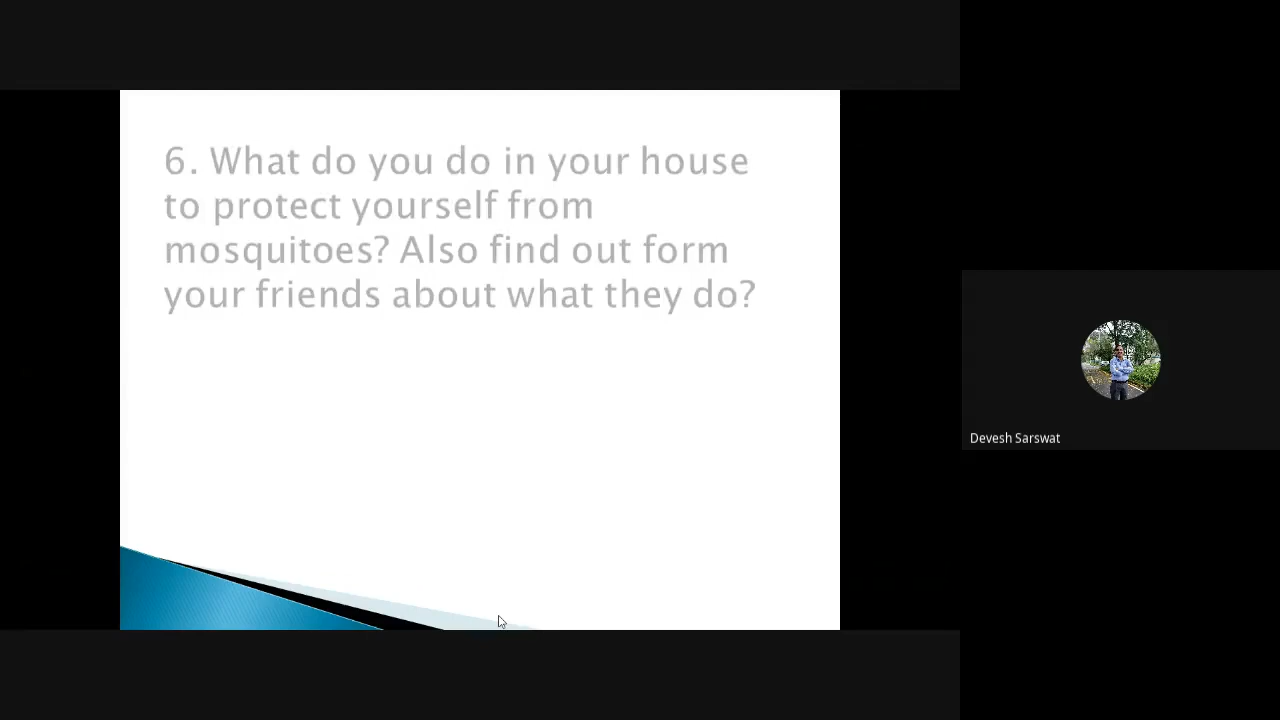 6. What do you do in your house
to protect yourself from
mosquitoes? Also find out form
your friends about what they do?
Devesh Sarswat